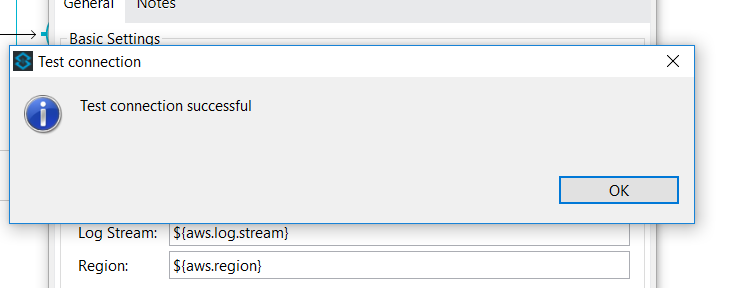 General Notes
Basic Settings
Test connection
Test connection successful
OK
Log Stream: ${aws.log.stream}
Region: ${aws.region}